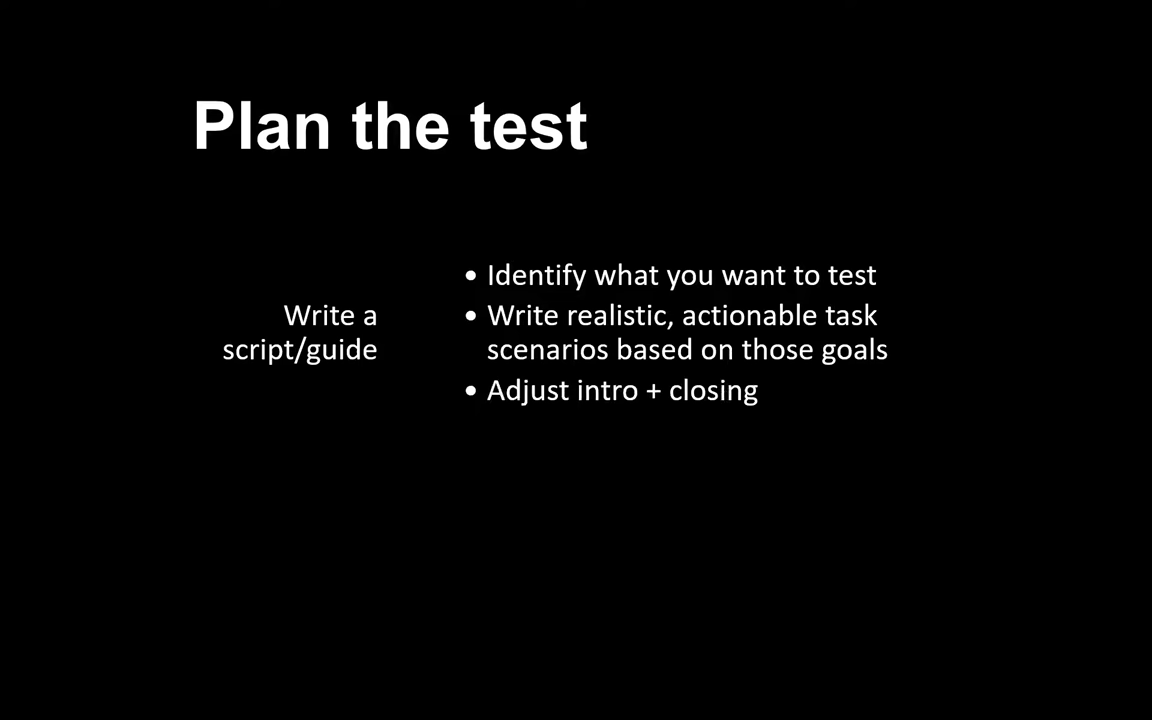 Plan the test
Write a
script/guide
• Identify what you want to test
• Write realistic, actionable task
scenarios based on those goals
• Adjust intro + closing